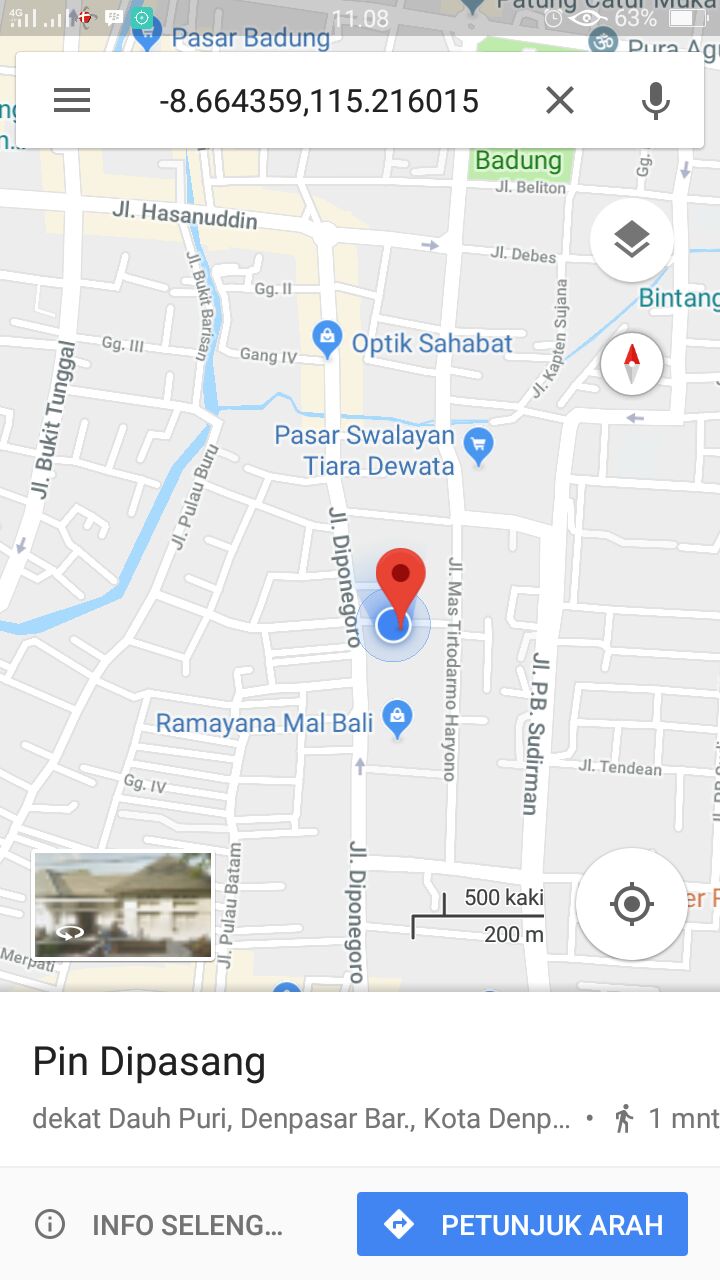 4G
11.08
63%
Patung Catur Muka
Pasar Badung
Pura Agu
-8.664359,115.216015
Badung
Gg.
Jl. Beliton
Jl. Hasanuddin
Jl. Debes
Jl. Bukit Barisan
Gg. II
Jl. Kapten Sujana
Bintang
Optik Sahabat
Gg. III
Gang IV
Jl. Bukit Tunggal
Pasar Swalayan
Tiara Dewata
Jl. Pulau Buru
Jl. Diponegoro
Jl. Mas Tirtodarmo Haryono
Jl. P.B. Sudirman
Ramayana Mal Bali
Jl. Tendean
Gg. IV
Jl. Pulau Batam
Jl. Diponegoro
500 kaki
200 m
er F
Merpati
Pin Dipasang
dekat Dauh Puri, Denpasar Bar., Kota Denp... • 1 mnt
INFO SELENG...
PETUNJUK ARAH